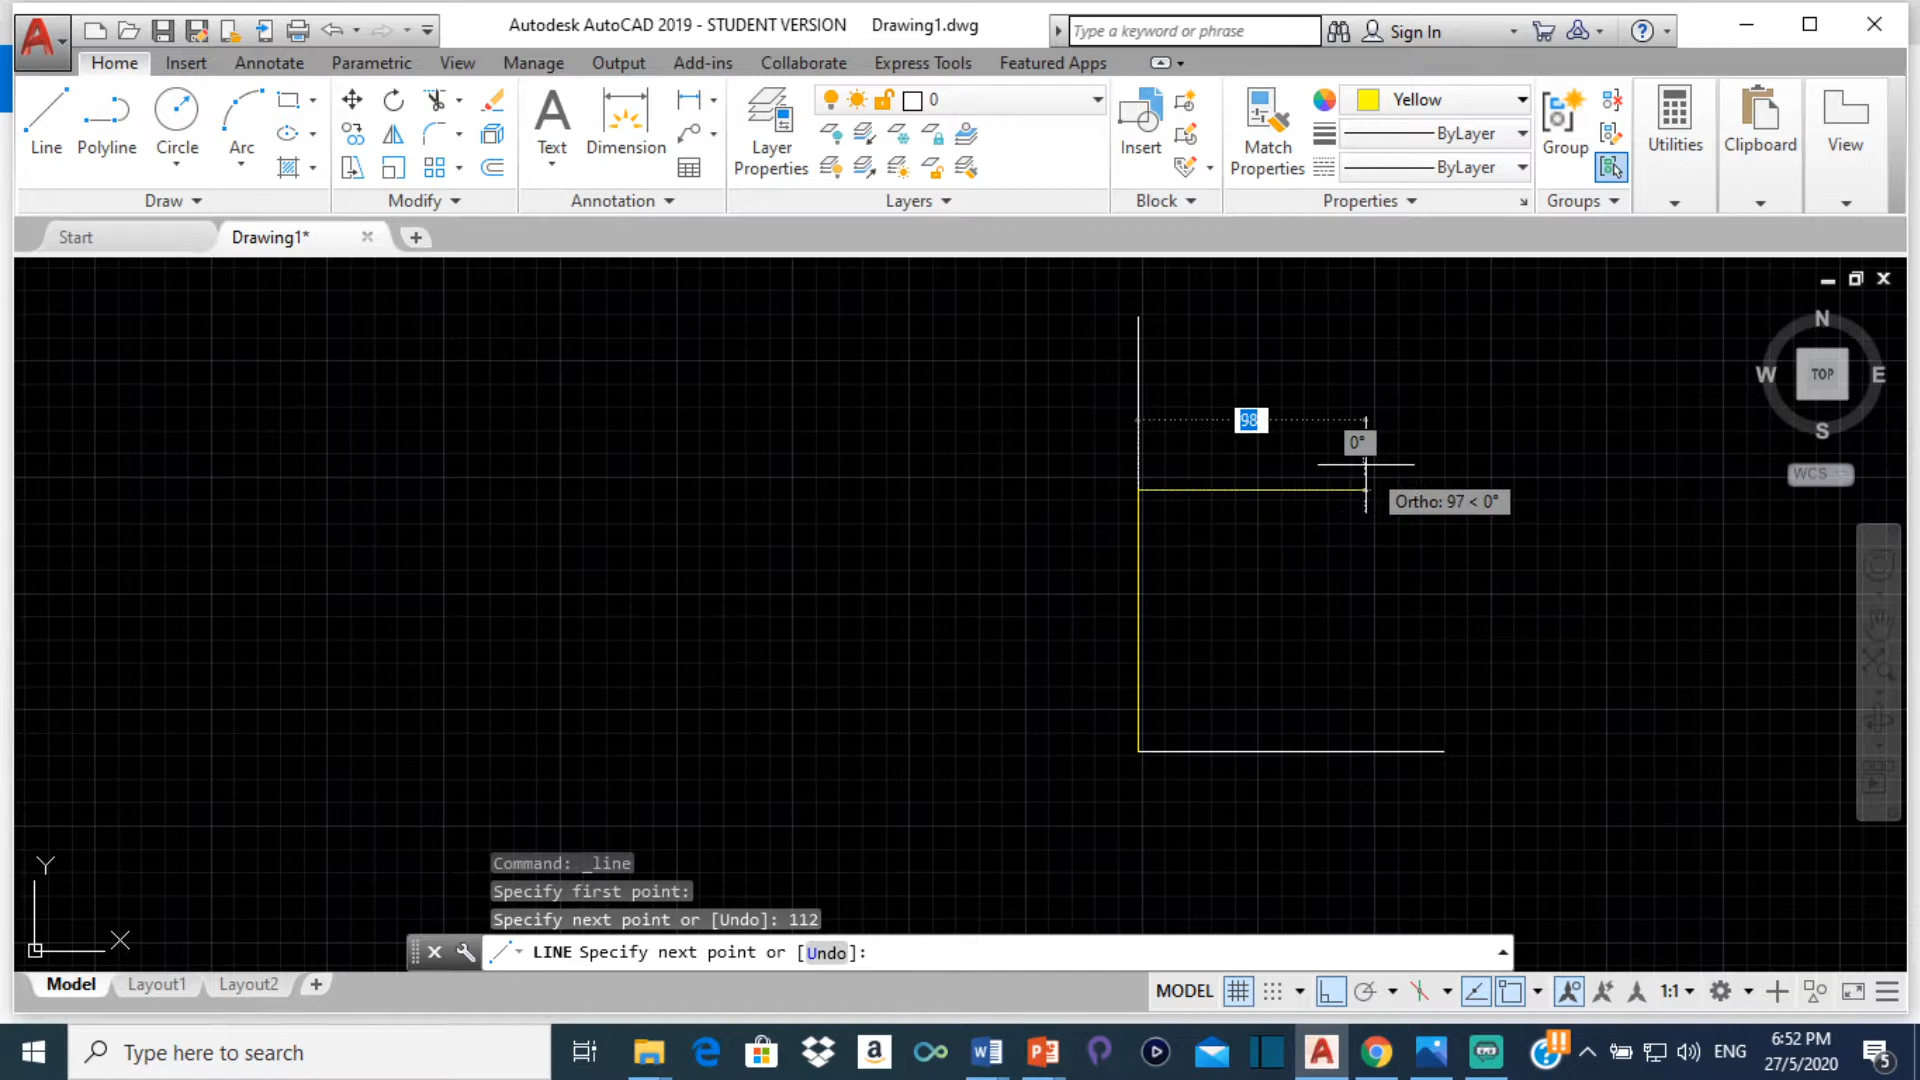 Autodesk AutoCAD 2019 - STUDENT VERSION Drawing1.dwg
Type a keyword or phrase
Sign In
Home Insert Annotate Parametric View Manage Output Add-ins Collaborate Express Tools Featured Apps
0
Yellow
ByLayer
ByLayer
Line Polyline Circle Arc Text Dimension Layer Properties Insert Match Properties Group Utilities Clipboard View
Draw Modify Annotation Layers Block Properties Groups
Start Drawing1*
N
W TOP E
S
WCS
98
0°
Ortho: 97 < 0°
Y
X
Command: _line
Specify first point:
Specify next point or [Undo]: 112
LINE Specify next point or [Undo]:
Model Layout1 Layout2
MODEL 1:1
Type here to search
ENG
6:52 PM
27/5/2020
5